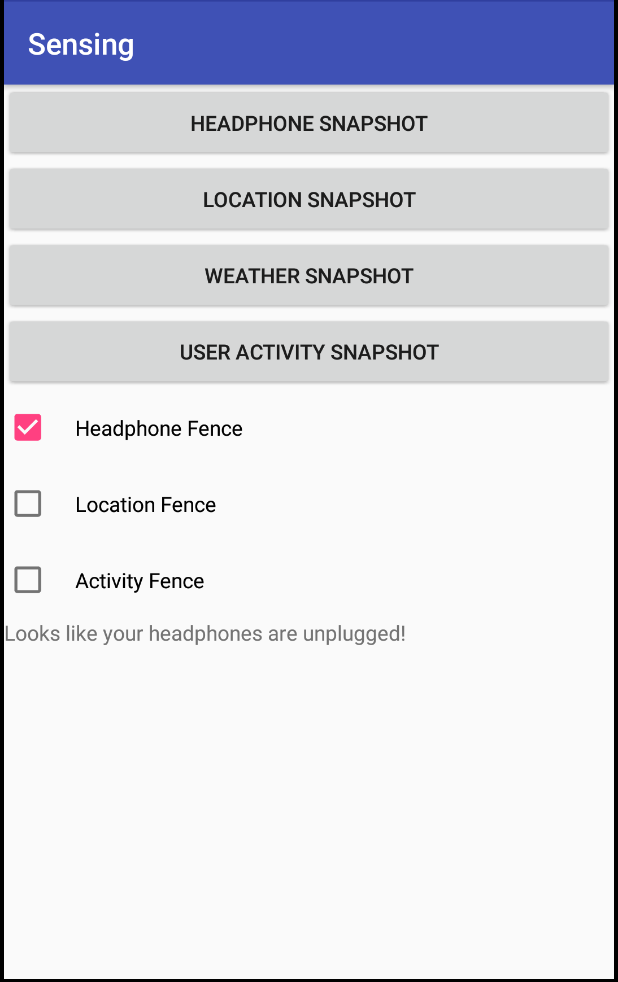 Sensing
HEADPHONE SNAPSHOT
LOCATION SNAPSHOT
WEATHER SNAPSHOT
USER ACTIVITY SNAPSHOT
Headphone Fence
Location Fence
Activity Fence
Looks like your headphones are unplugged!